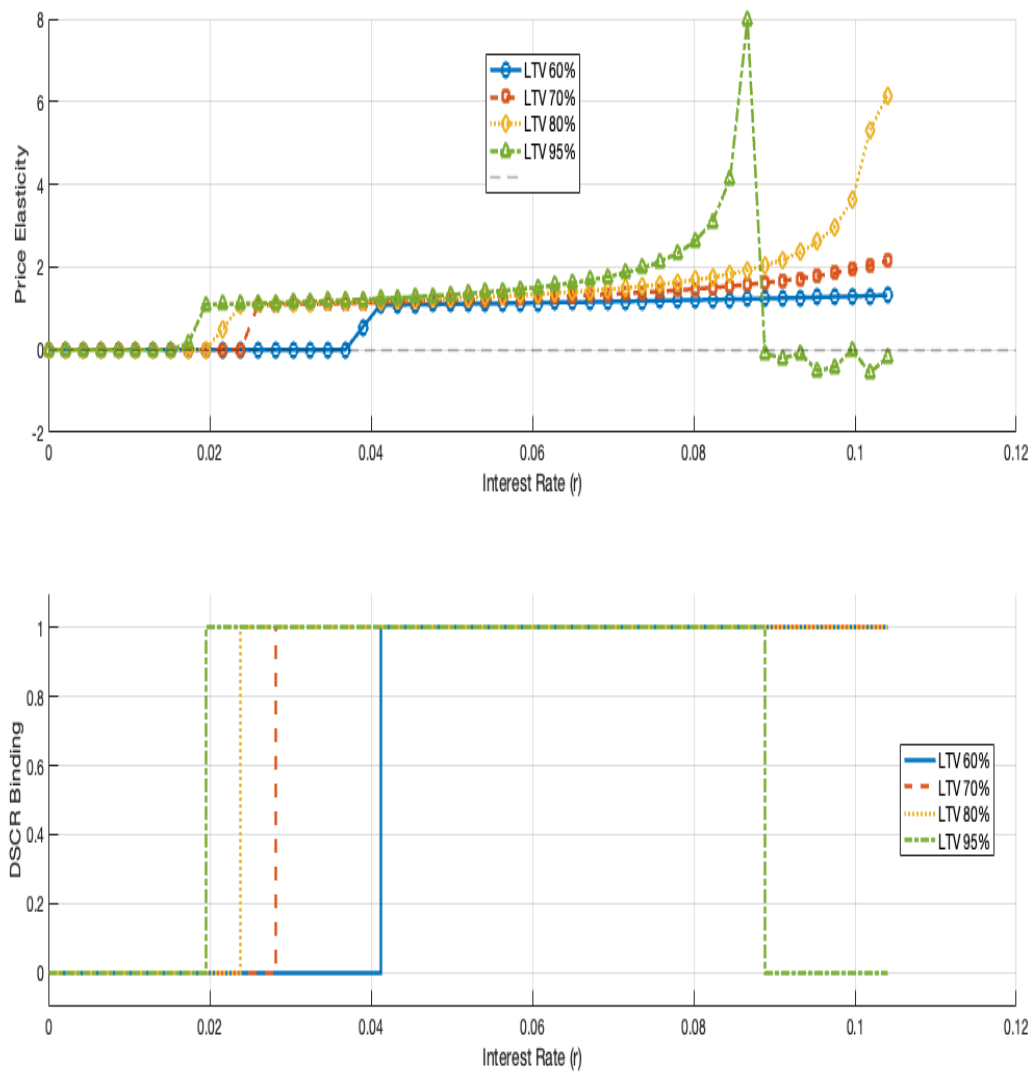 8
6
4
2
0
-2
Price Elasticity
LTV 60%
LTV 70%
LTV 80%
LTV 95%
0 0.02 0.04 0.06 0.08 0.1 0.12
Interest Rate (r)
1
0.8
0.6
0.4
0.2
0
DSCR Binding
LTV 60%
LTV 70%
LTV 80%
LTV 95%
0 0.02 0.04 0.06 0.08 0.1 0.12
Interest Rate (r)